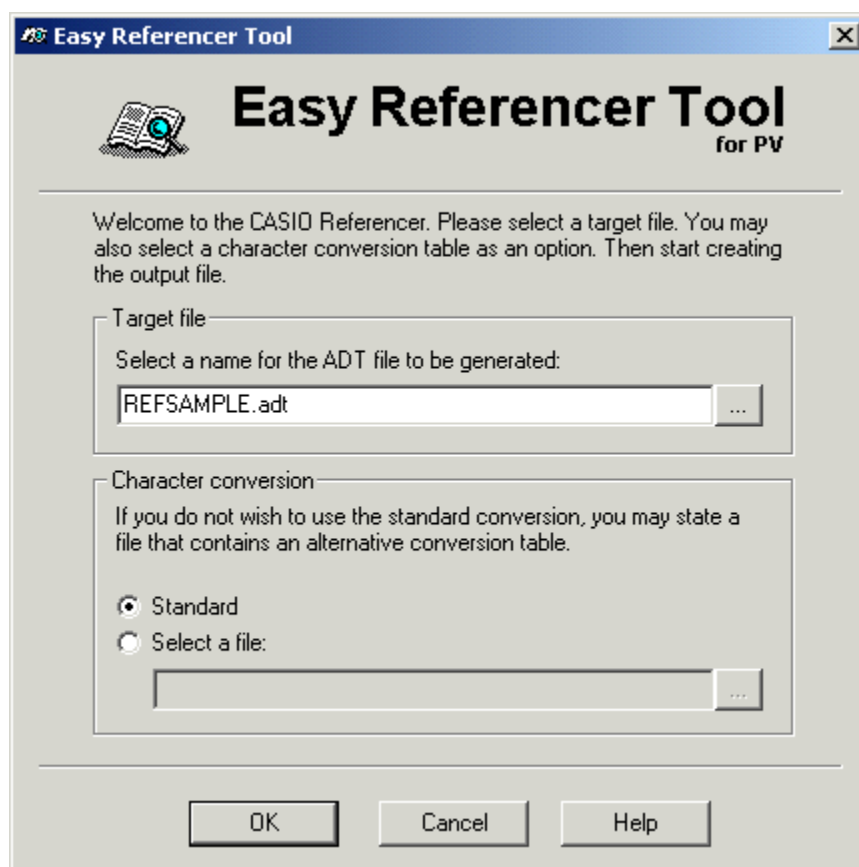 Easy Referencer Tool
Easy Referencer Tool
for PV
Welcome to the CASIO Referencer. Please select a target file. You may
also select a character conversion table as an option. Then start creating
the output file.
Target file
Select a name for the ADT file to be generated:
REFSAMPLE.adt
...
Character conversion
If you do not wish to use the standard conversion, you may state a
file that contains an alternative conversion table.
Standard
Select a file:
...
OK Cancel Help